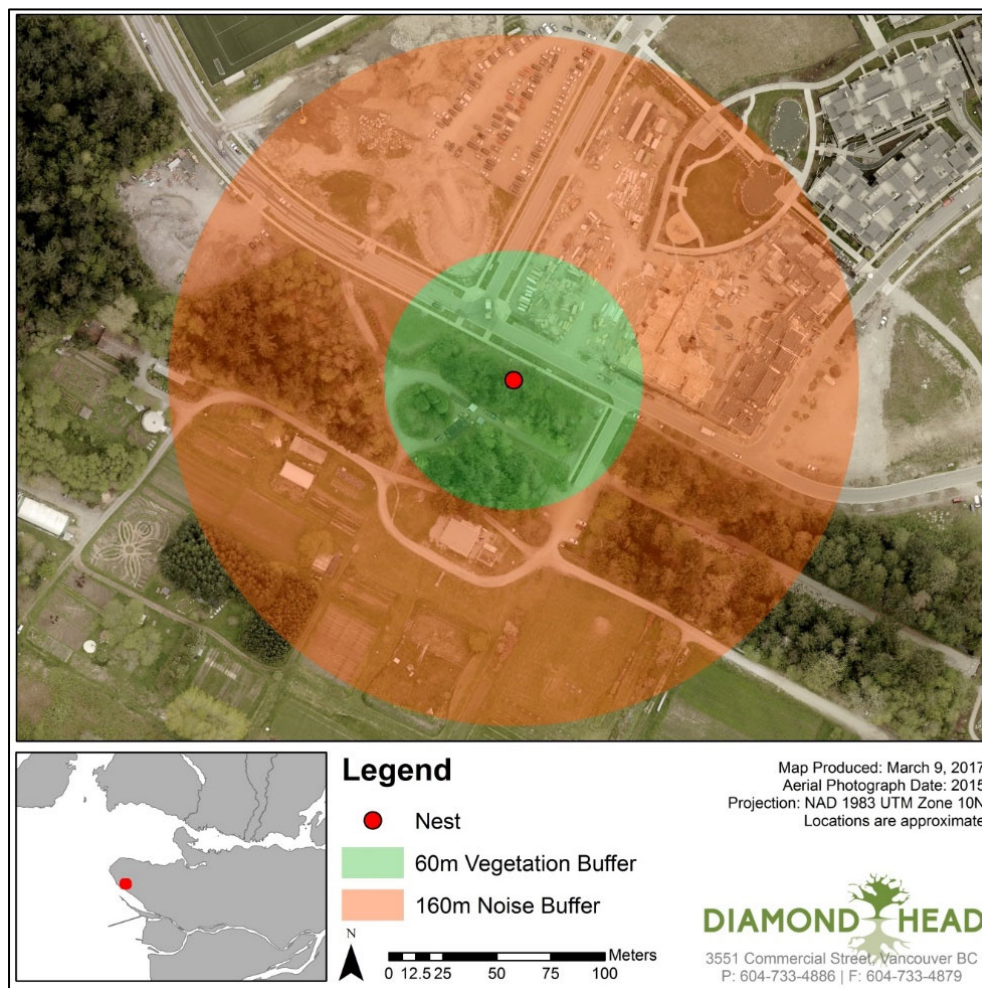 Legend
Nest
60m Vegetation Buffer
160m Noise Buffer
N
Meters
0 12.5 25 50 75 100
Map Produced: March 9, 2017
Aerial Photograph Date: 2015
Projection: NAD 1983 UTM Zone 10N
Locations are approximate
DIAMOND HEAD
3551 Commercial Street, Vancouver BC
P: 604-733-4886 | F: 604-733-4879